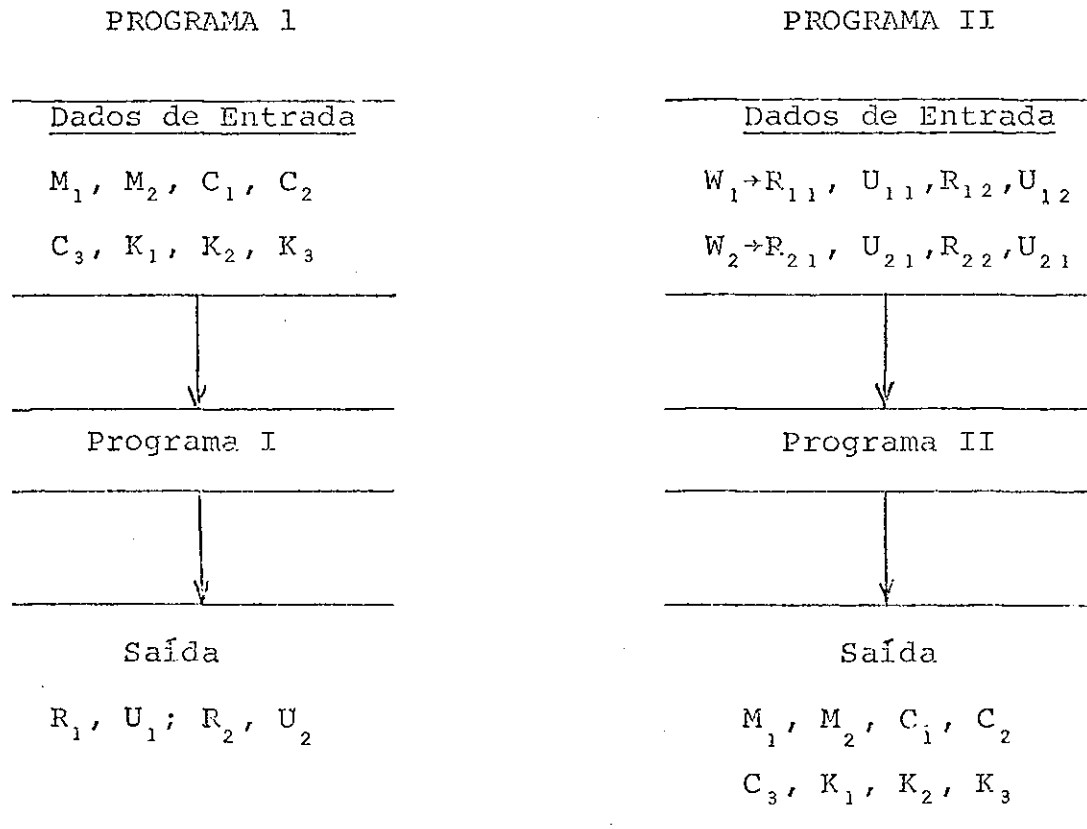 PROGRAMA 1
Dados de Entrada
M₁, M₂, C₁, C₂
C₃, K₁, K₂, K₃
Programa I
Saída
R₁, U₁; R₂, U₂
PROGRAMA II
Dados de Entrada
W₁→R₁₁, U₁₁,R₁₂,U₁₂
W₂→R₂₁, U₂₁,R₂₂,U₂₁
Programa II
Saída
M₁, M₂, C₁, C₂
C₃, K₁, K₂, K₃